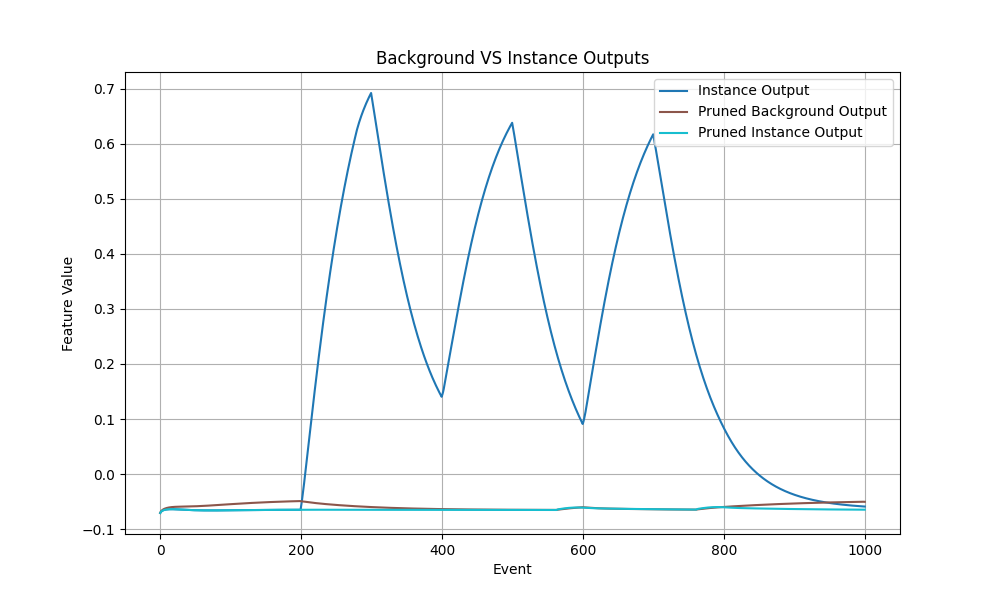 Background VS Instance Outputs
Instance Output
Pruned Background Output
Pruned Instance Output
Feature Value
0.7
0.6
0.5
0.4
0.3
0.2
0.1
0.0
−0.1
0 200 400 600 800 1000
Event